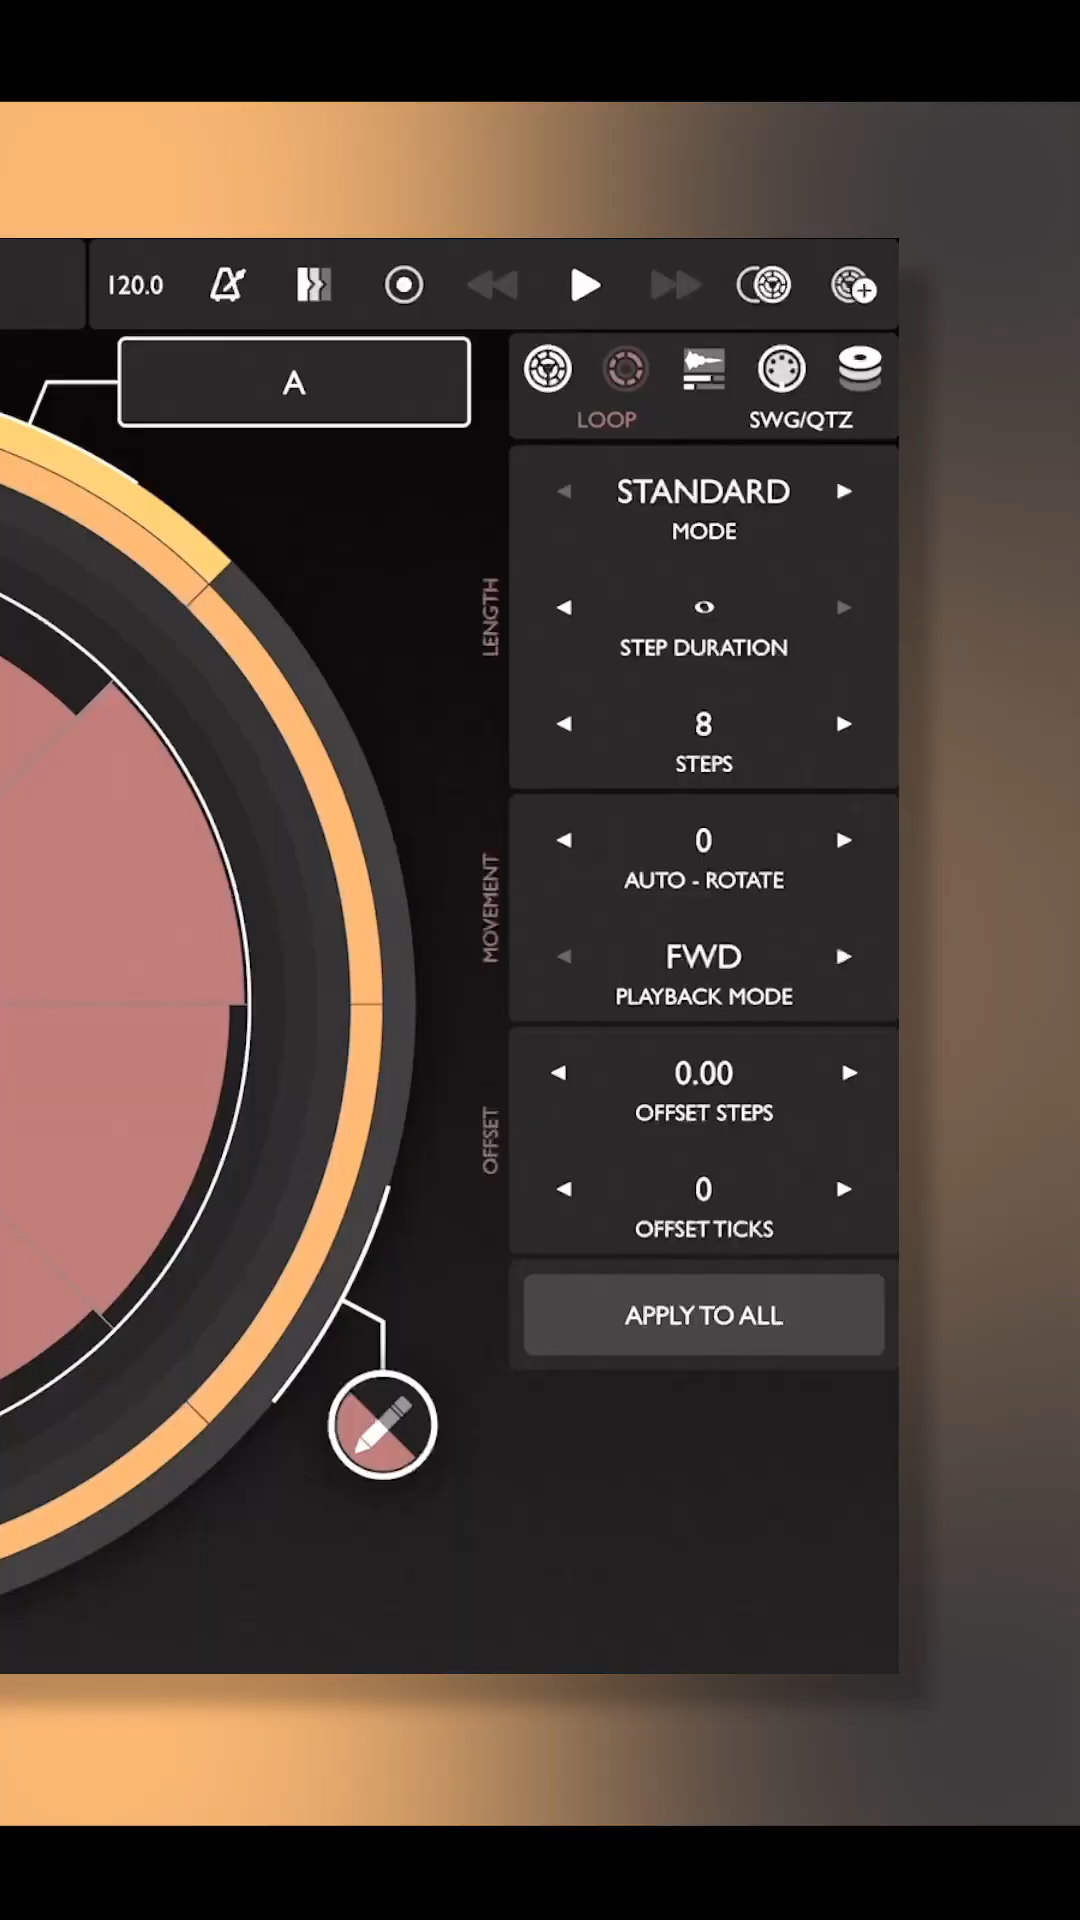 120.0
A
LOOP
SWG/QTZ
LENGTH
STANDARD
MODE
STEP DURATION
8
STEPS
MOVEMENT
0
AUTO - ROTATE
FWD
PLAYBACK MODE
OFFSET
0.00
OFFSET STEPS
0
OFFSET TICKS
APPLY TO ALL